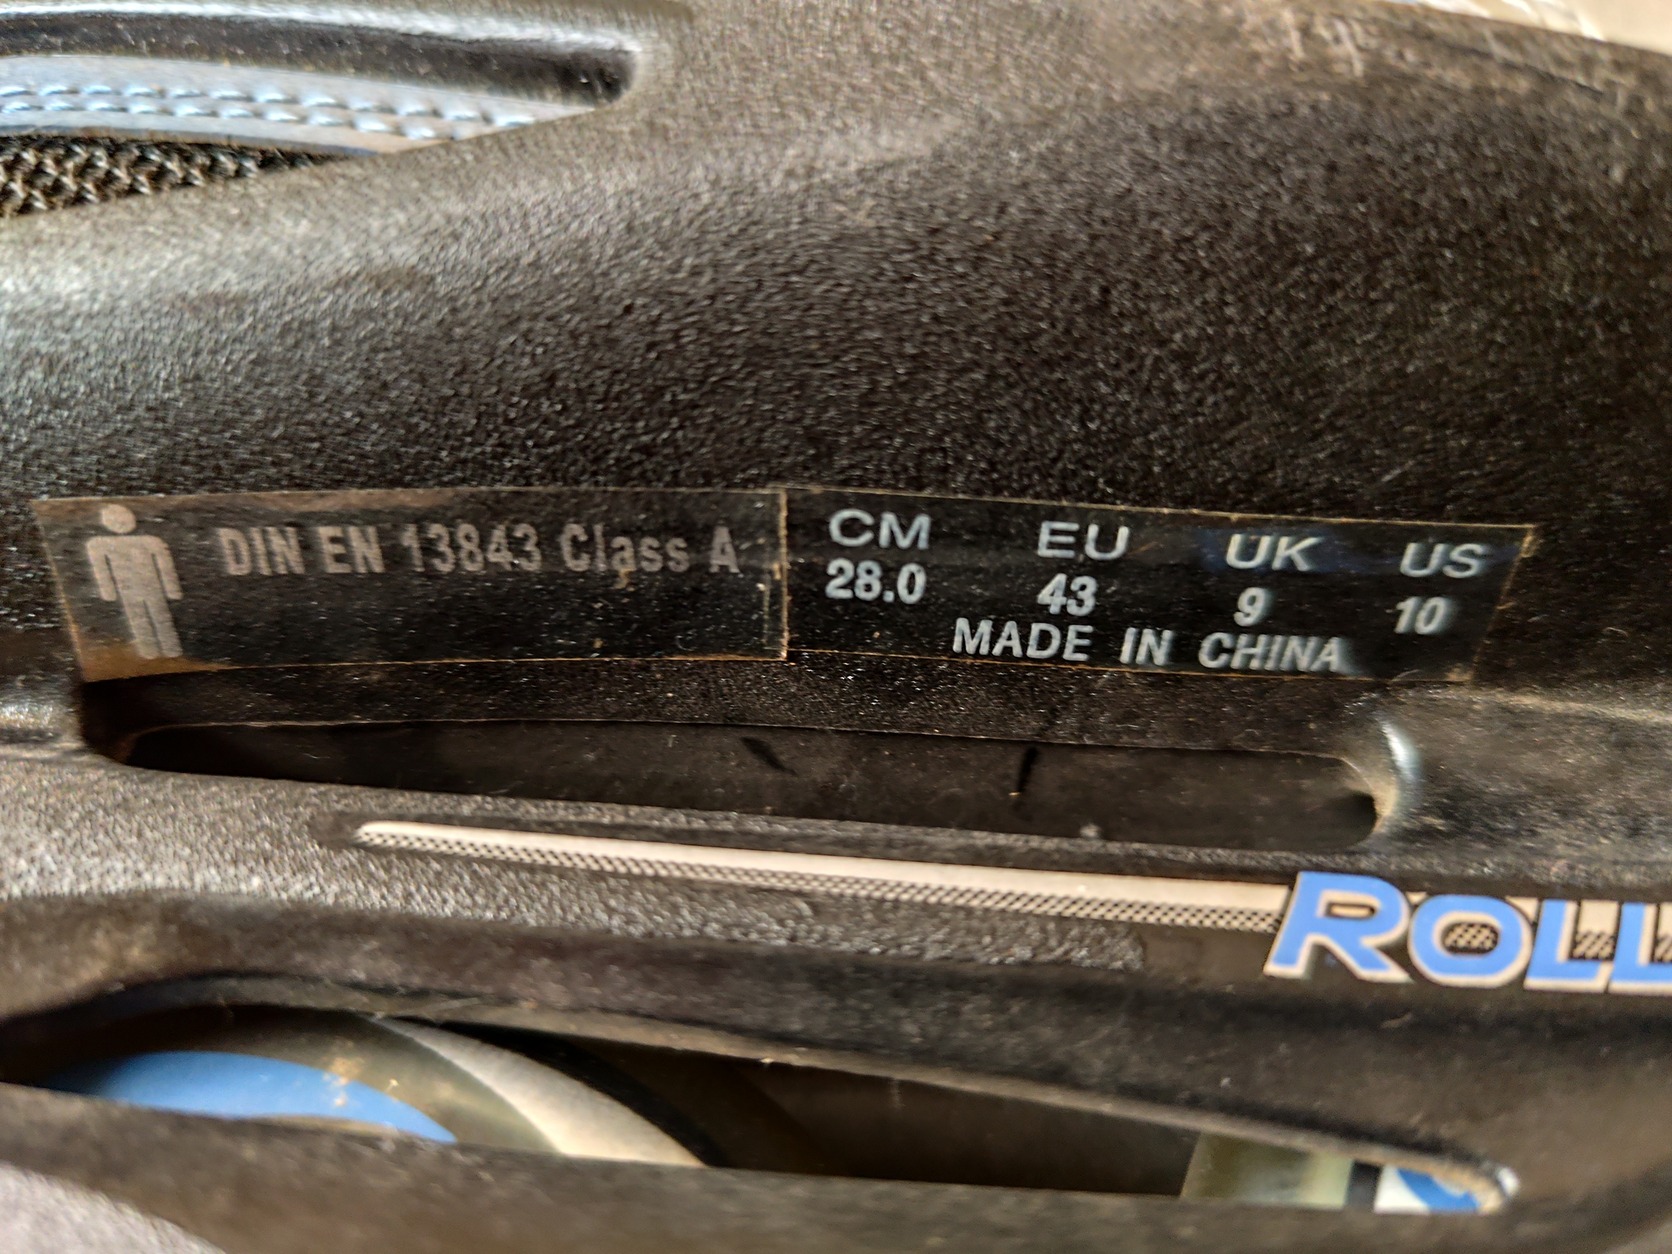 DIN EN 13843 Class A
CM EU UK US
28.0 43 9 10
MADE IN CHINA
ROLL